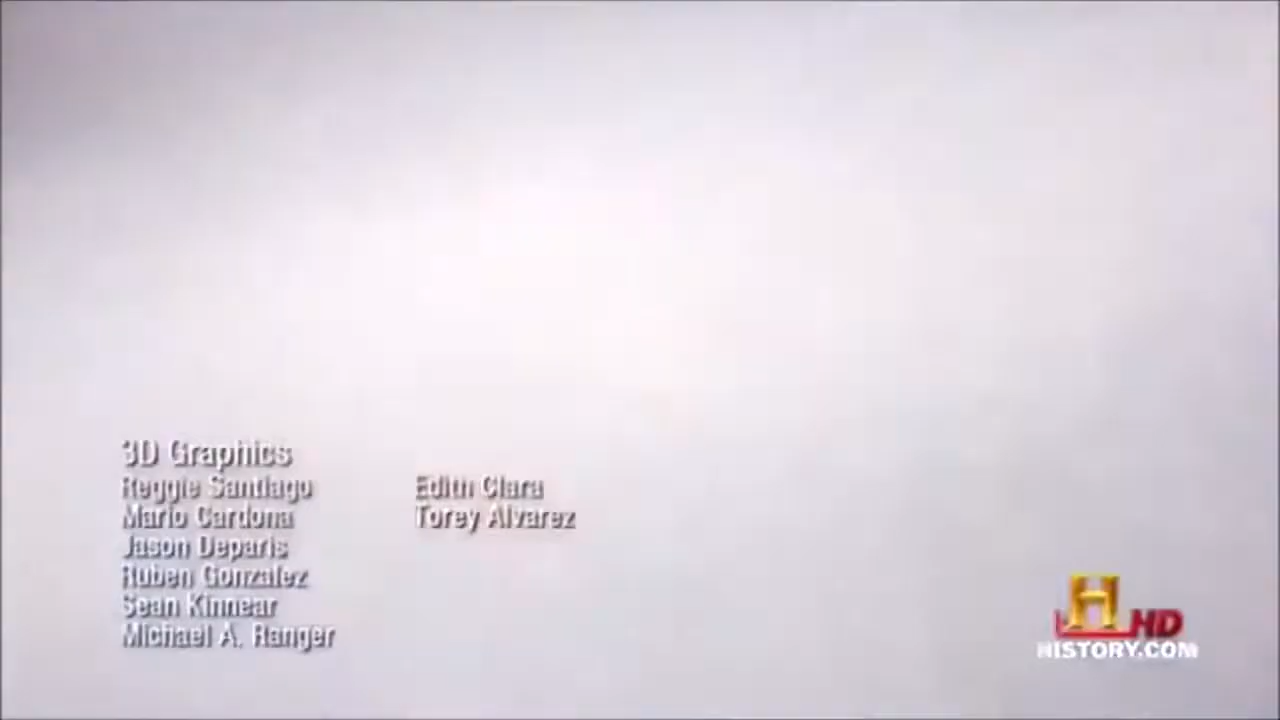 3D Graphics
Reggie Santiago
Mario Cardona
Jason Deparis
Ruben Gonzalez
Sean Kinnear
Michael A. Ranger
Edith Clara
Torey Alvarez
H HD
HISTORY.COM